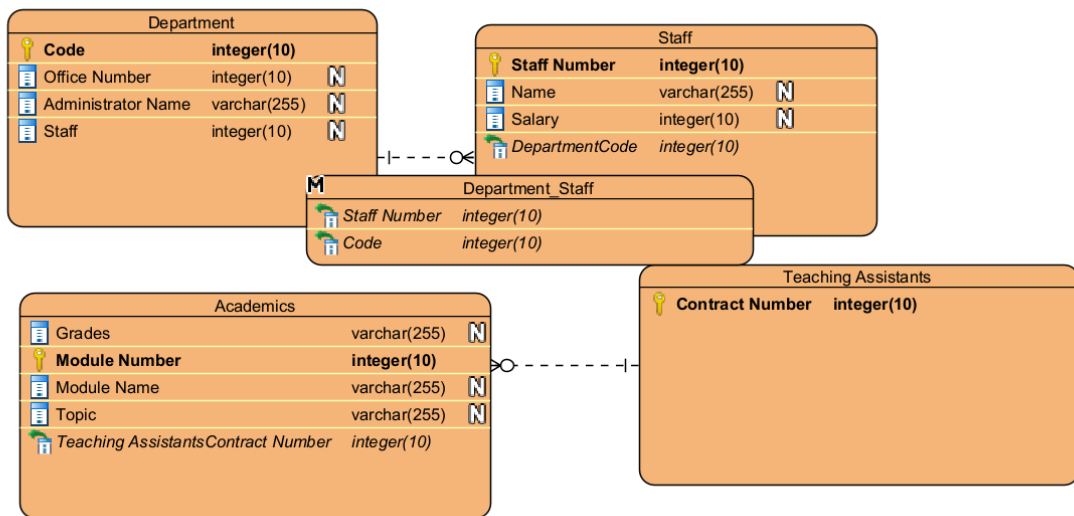 Department
Code integer(10)
Office Number integer(10) N
Administrator Name varchar(255) N
Staff integer(10) N
Staff
Staff Number integer(10)
Name varchar(255) N
Salary integer(10) N
DepartmentCode integer(10)
M
Department_Staff
Staff Number integer(10)
Code integer(10)
Academics
Grades varchar(255) N
Module Number integer(10)
Module Name varchar(255) N
Topic varchar(255) N
Teaching AssistantsContract Number integer(10)
Teaching Assistants
Contract Number integer(10)